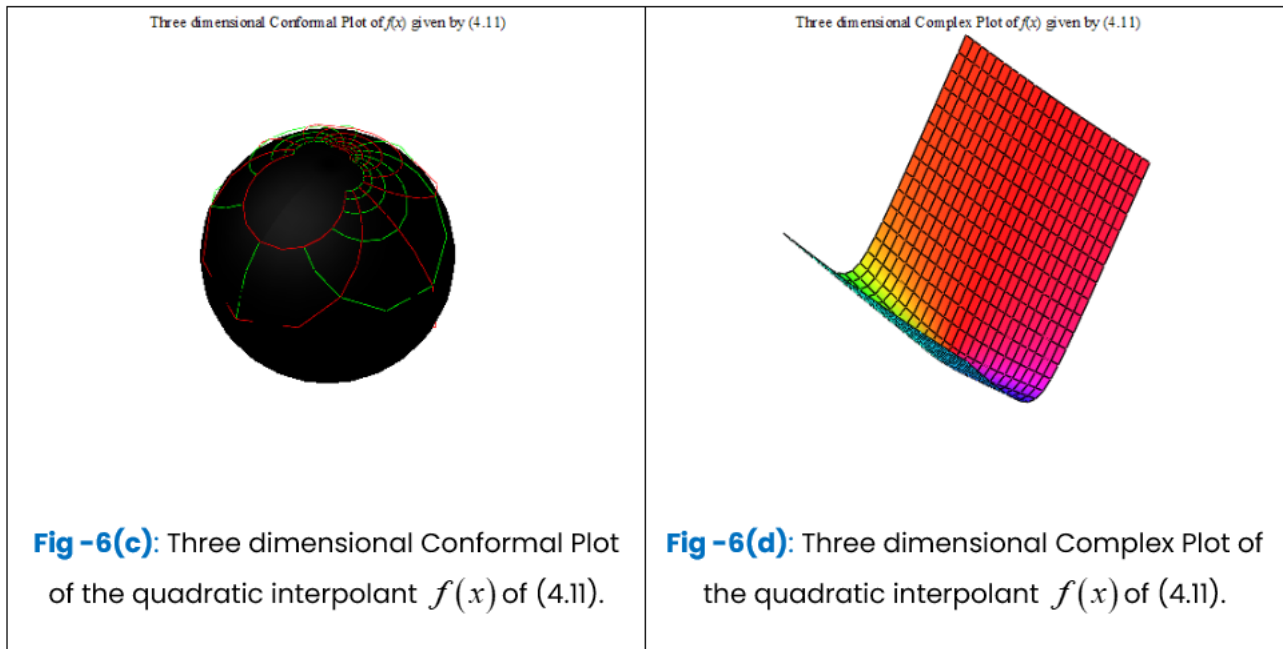 Three dimensional Conformal Plot of f(x) given by (4.11)
Fig -6(c): Three dimensional Conformal Plot
of the quadratic interpolant f(x) of (4.11).
Three dimensional Complex Plot of f(x) given by (4.11)
Fig -6(d): Three dimensional Complex Plot of
the quadratic interpolant f(x) of (4.11).